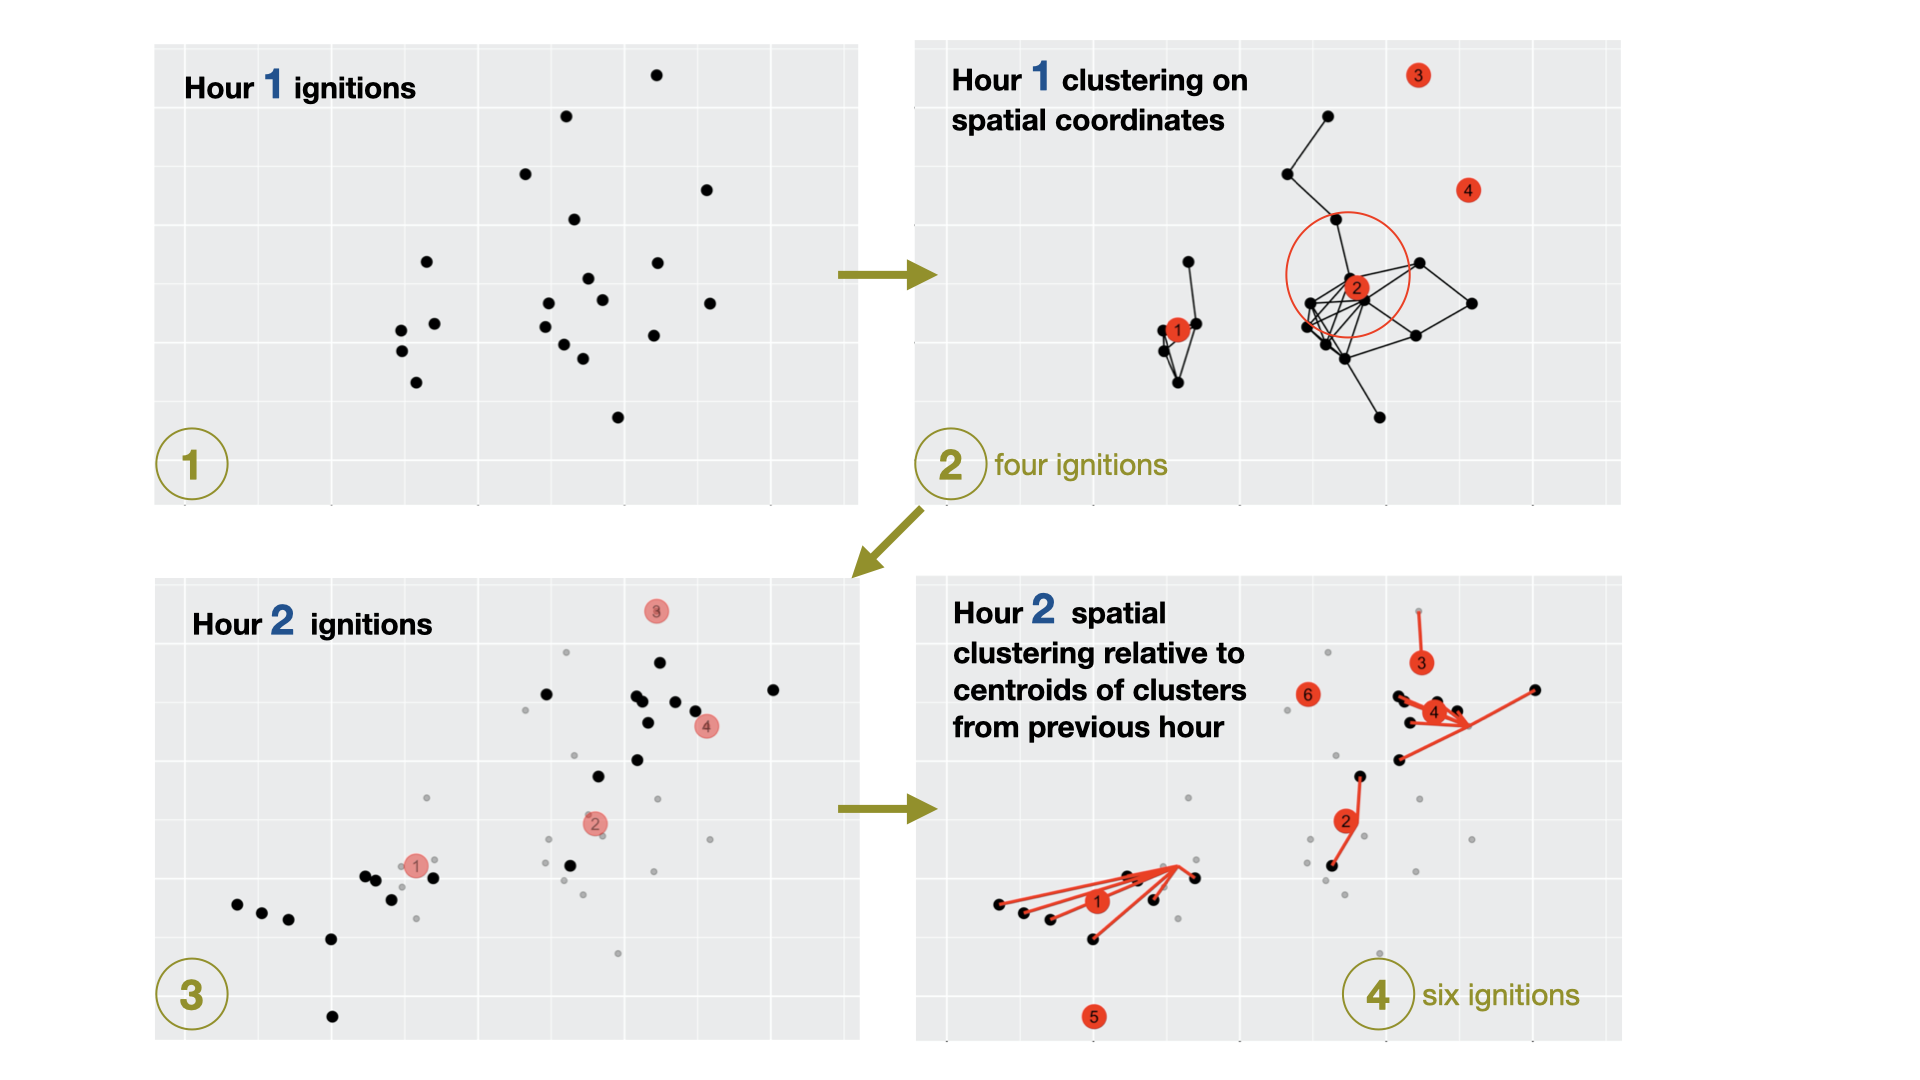 Hour 1 ignitions
1
Hour 1 clustering on
spatial coordinates
3
4
2
1
2 four ignitions
Hour 2 ignitions
3
4
2
1
3
Hour 2 spatial
clustering relative to
centroids of clusters
from previous hour
3
6
4
2
1
5
4 six ignitions